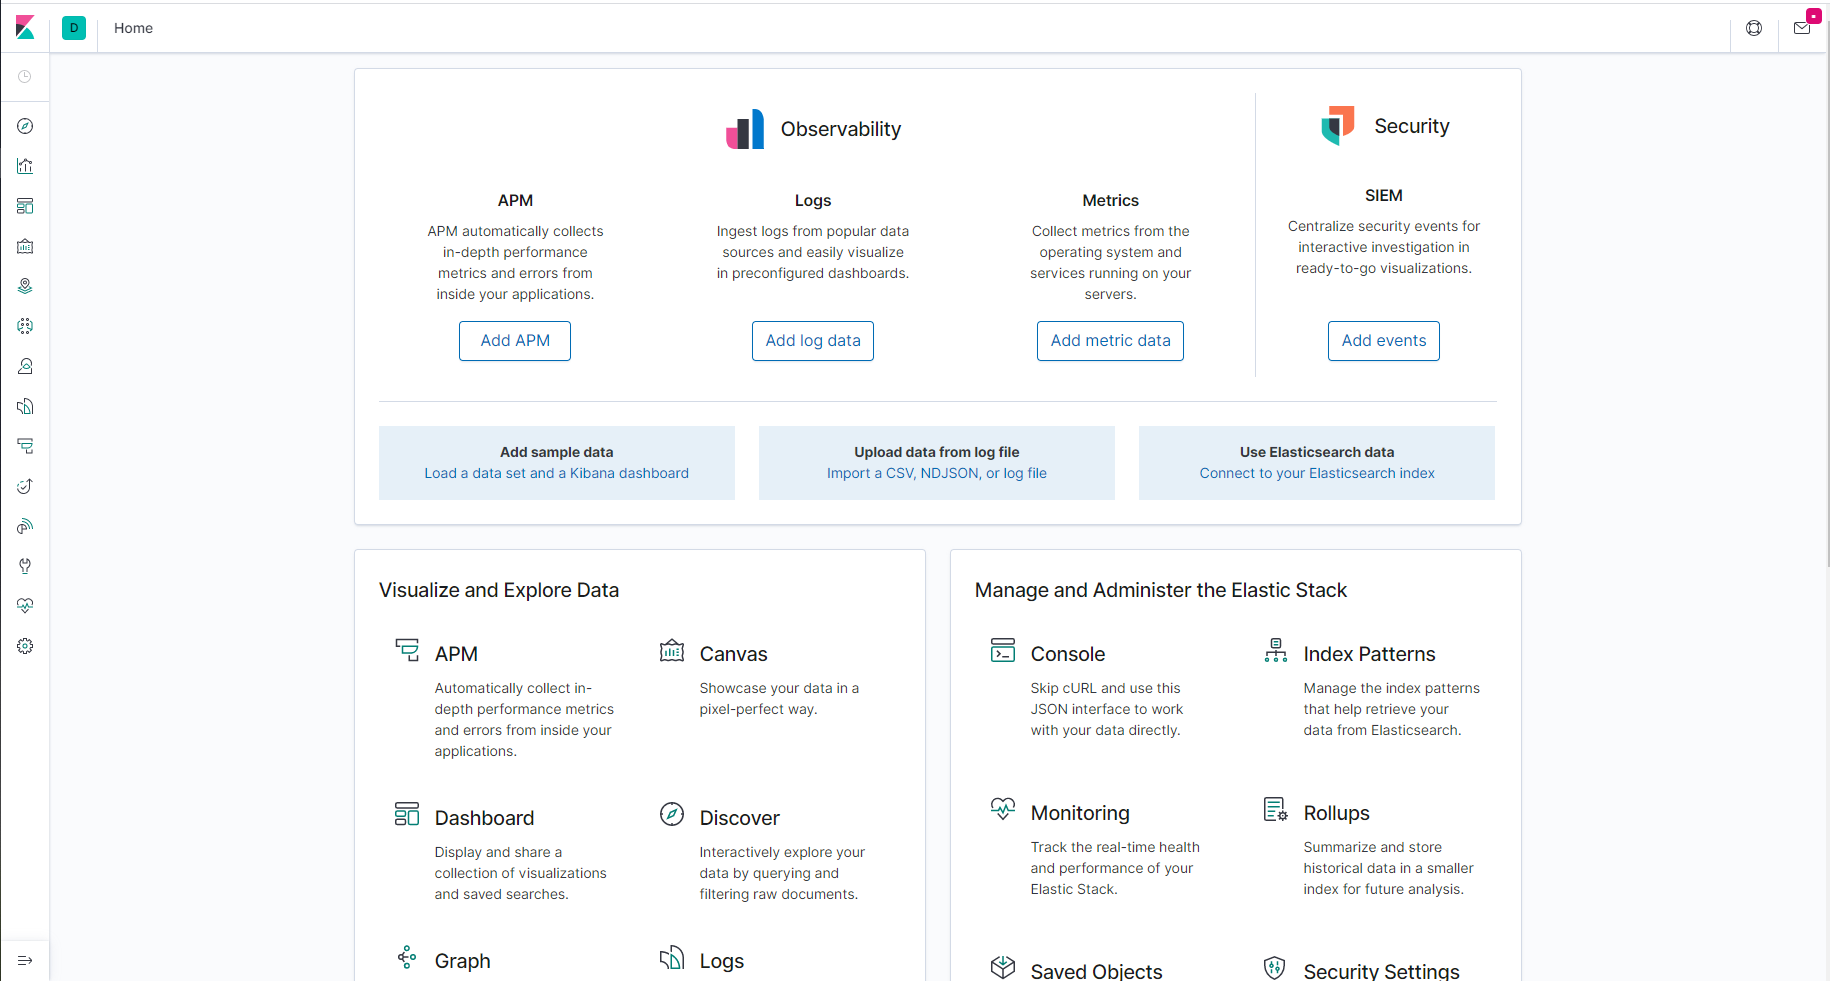 D
Home
Observability
Security
APM
APM automatically collects
in-depth performance
metrics and errors from
inside your applications.
Add APM
Logs
Ingest logs from popular data
sources and easily visualize
in preconfigured dashboards.
Add log data
Metrics
Collect metrics from the
operating system and
services running on your
servers.
Add metric data
SIEM
Centralize security events for
interactive investigation in
ready-to-go visualizations.
Add events
Add sample data
Load a data set and a Kibana dashboard
Upload data from log file
Import a CSV, NDJSON, or log file
Use Elasticsearch data
Connect to your Elasticsearch index
Visualize and Explore Data
APM
Automatically collect in-
depth performance metrics
and errors from inside your
applications.
Canvas
Showcase your data in a
pixel-perfect way.
Dashboard
Display and share a
collection of visualizations
and saved searches.
Discover
Interactively explore your
data by querying and
filtering raw documents.
Graph
Logs
Manage and Administer the Elastic Stack
Console
Skip cURL and use this
JSON interface to work
with your data directly.
Index Patterns
Manage the index patterns
that help retrieve your
data from Elasticsearch.
Monitoring
Track the real-time health
and performance of your
Elastic Stack.
Rollups
Summarize and store
historical data in a smaller
index for future analysis.
Saved Objects
Security Settings